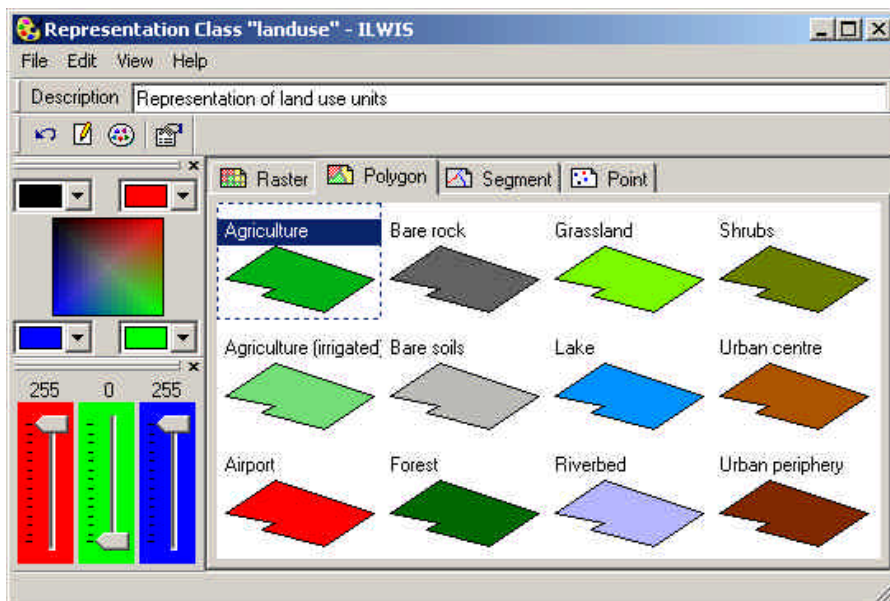 Representation Class "landuse" - ILWIS
File Edit View Help
Description Representation of land use units
Raster Polygon Segment Point
Agriculture Bare rock Grassland Shrubs
Agriculture (irrigated) Bare soils Lake Urban centre
255 0 255
Airport Forest Riverbed Urban periphery